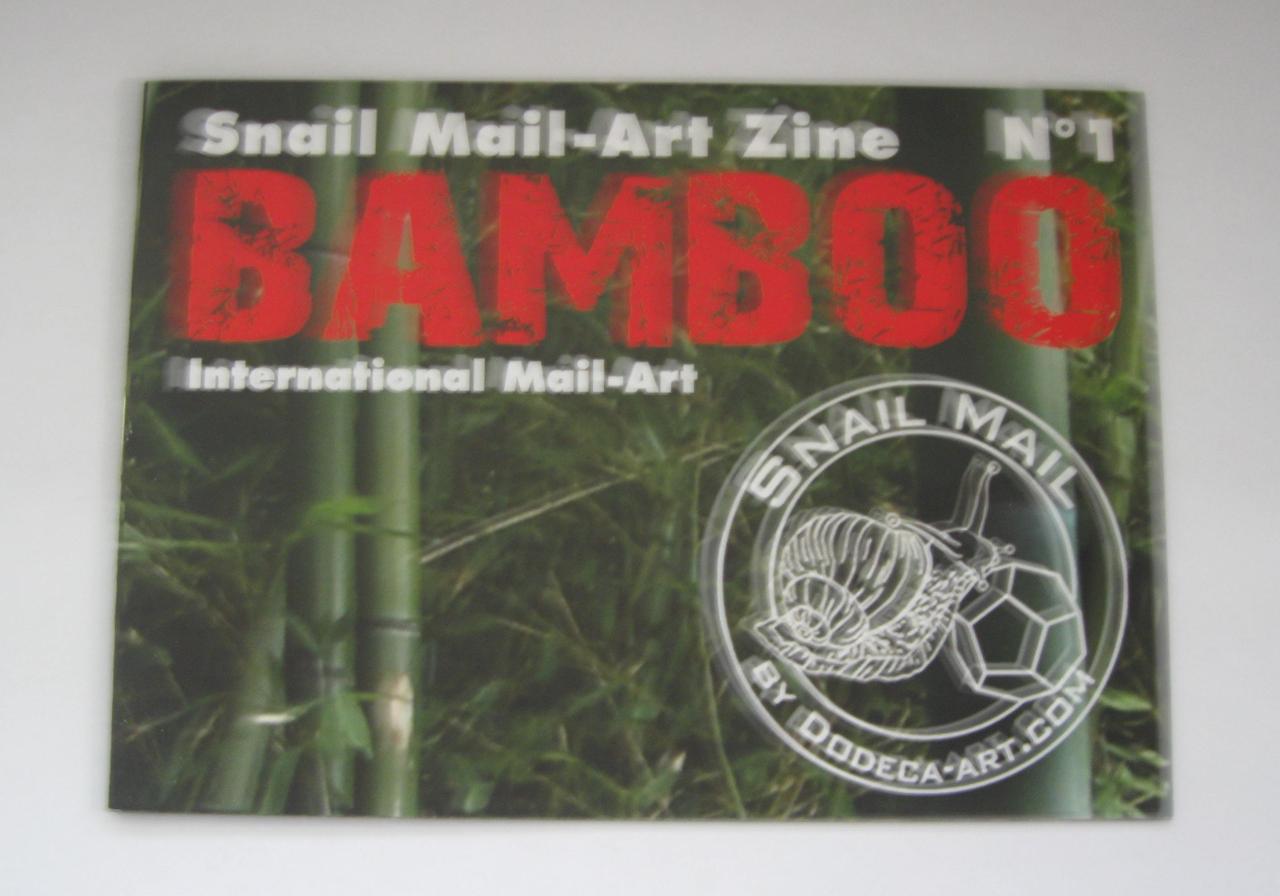 Snail Mail-Art Zine N°1
BAMBOO
International Mail-Art
SNAIL MAIL
BY DODECA-ART.COM